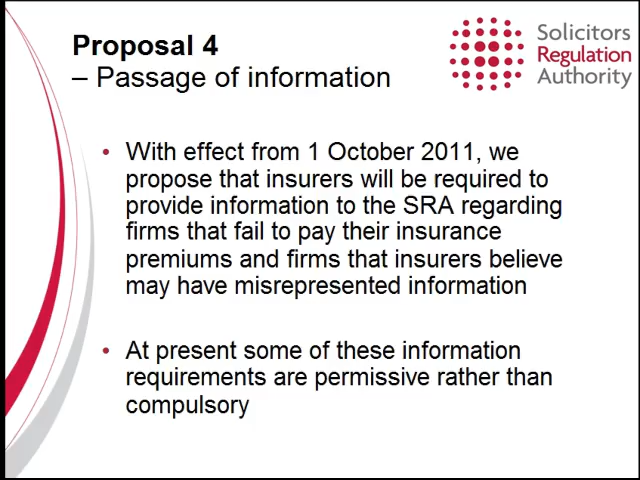 Proposal 4
– Passage of information
Solicitors
Regulation
Authority
• With effect from 1 October 2011, we
propose that insurers will be required to
provide information to the SRA regarding
firms that fail to pay their insurance
premiums and firms that insurers believe
may have misrepresented information
• At present some of these information
requirements are permissive rather than
compulsory